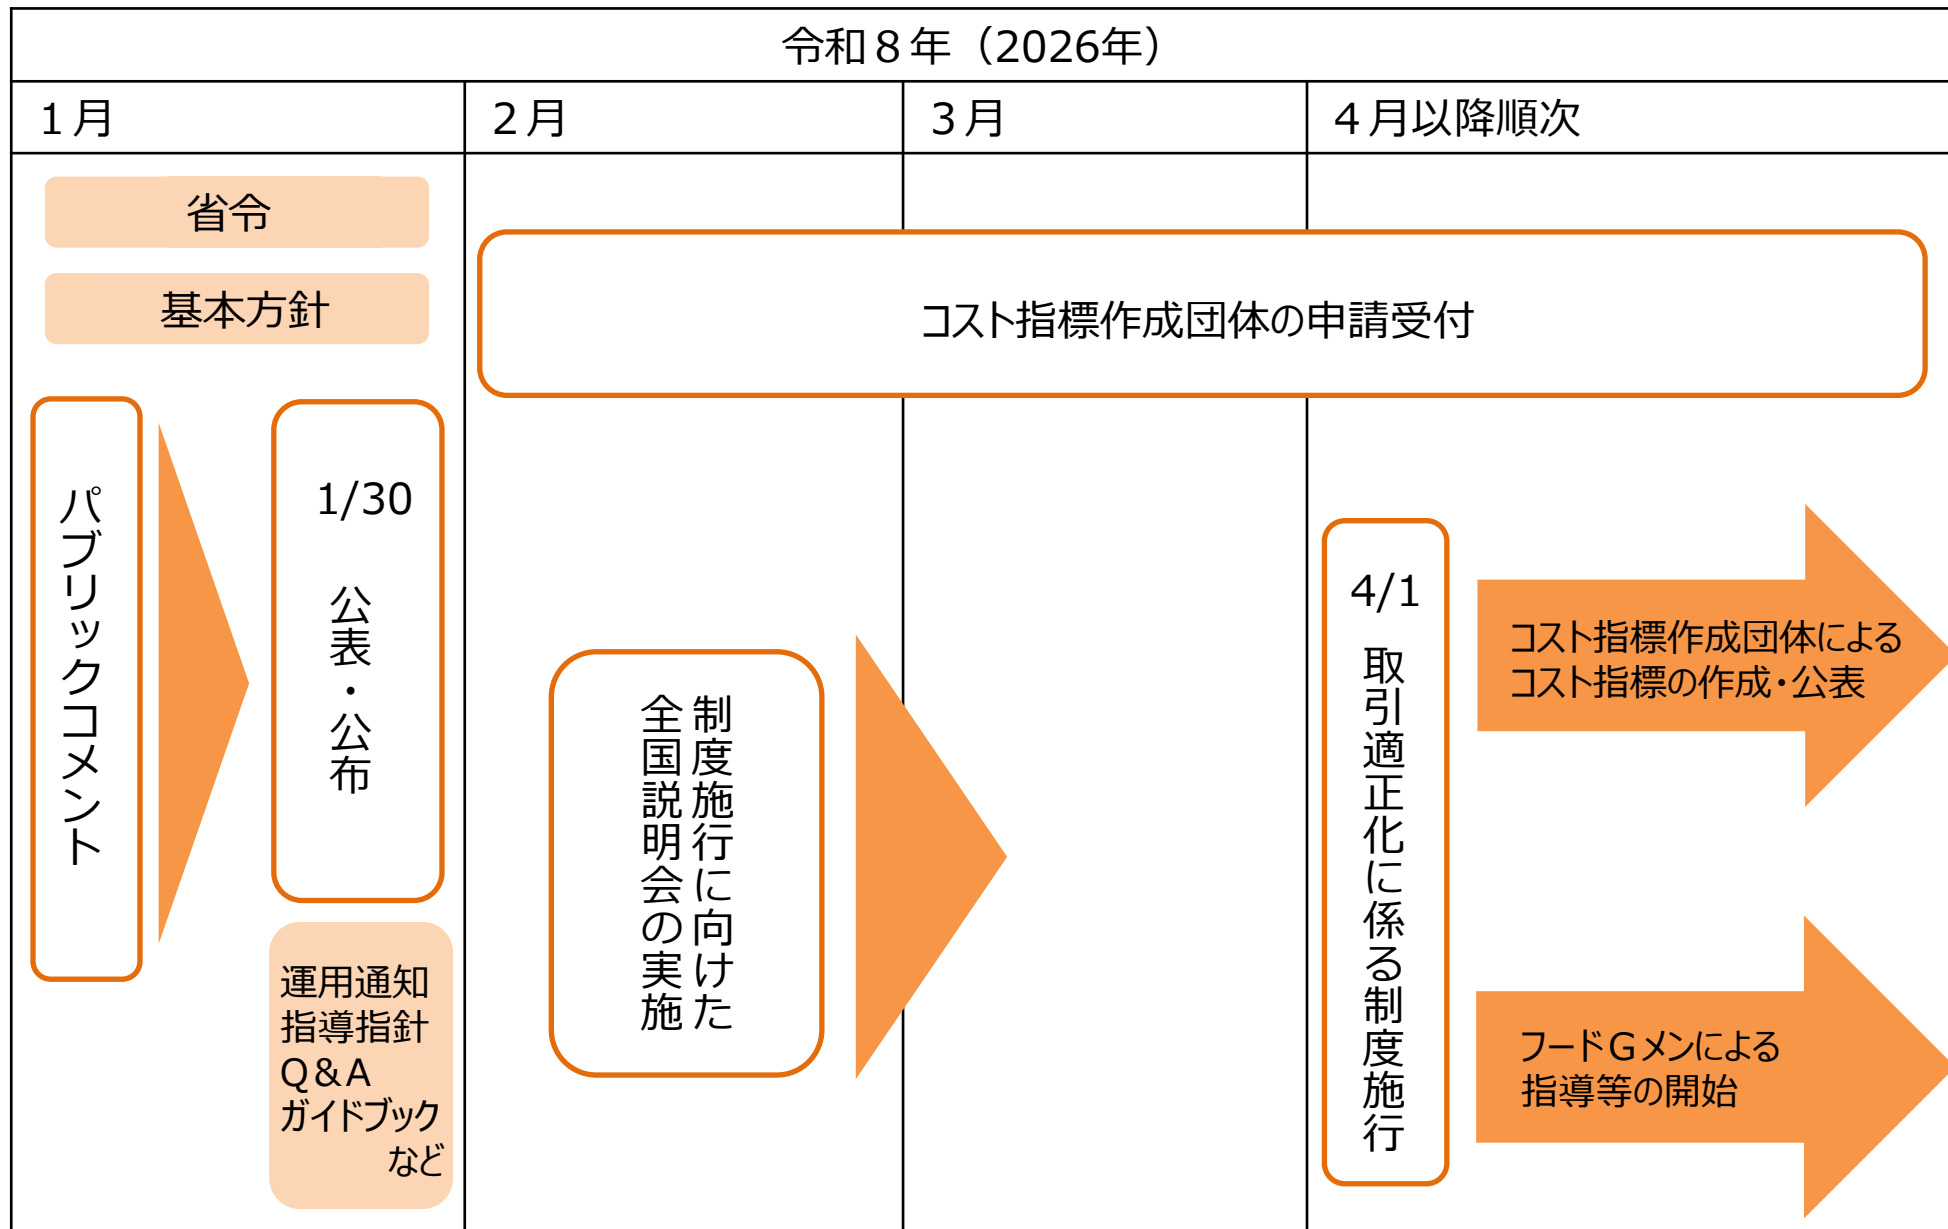 令和８年（2026年）
１月
２月
３月
４月以降順次
省令
基本方針
コスト指標作成団体の申請受付
パブリックコメント
1/30
公表・公布
運用通知
指導指針
Q&A
ガイドブック
など
制度施行に向けた
全国説明会の実施
4/1
取引適正化に係る制度施行
コスト指標作成団体による
コスト指標の作成・公表
フードGメンによる
指導等の開始